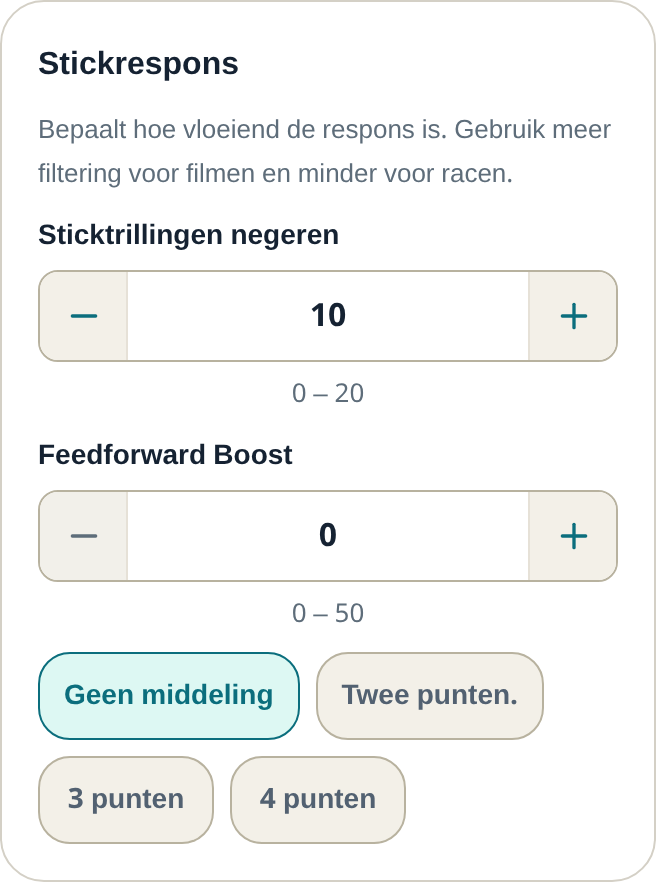 Stickrespons
Bepaalt hoe vloeiend de respons is. Gebruik meer
filtering voor filmen en minder voor racen.
Sticktrillingen negeren
− 10 +
0 – 20
Feedforward Boost
− 0 +
0 – 50
Geen middeling Twee punten.
3 punten 4 punten